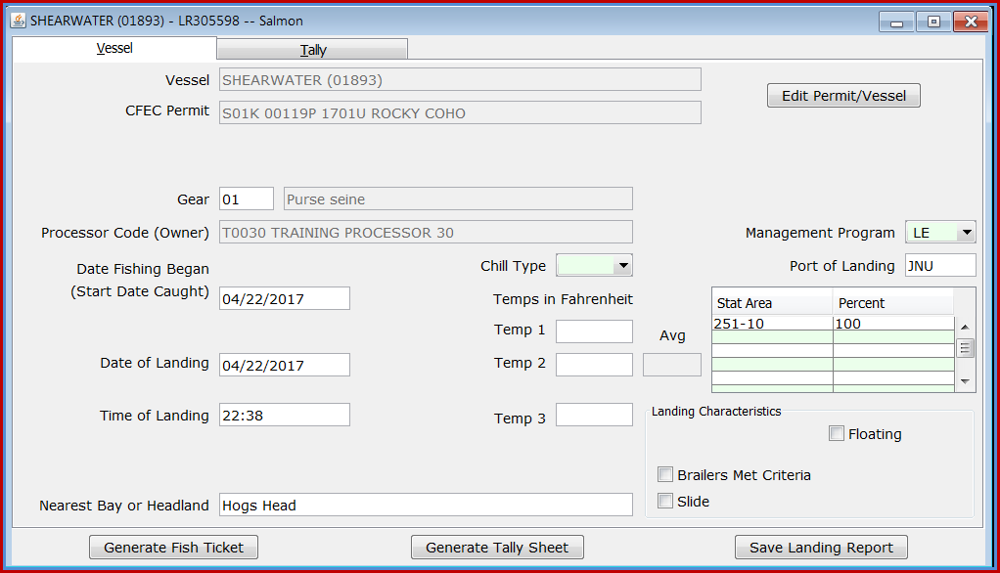 SHEARWATER (01893) - LR305598 -- Salmon
Vessel
Tally
Vessel SHEARWATER (01893)
Edit Permit/Vessel
CFEC Permit S01K 00119P 1701U ROCKY COHO
Gear 01 Purse seine
Processor Code (Owner) T0030 TRAINING PROCESSOR 30
Management Program LE
Date Fishing Began
(Start Date Caught) 04/22/2017
Chill Type
Port of Landing JNU
Temps in Fahrenheit
Stat Area Percent
251-10 100
Temp 1
Avg
Date of Landing 04/22/2017
Temp 2
Time of Landing 22:38
Temp 3
Landing Characteristics
Floating
Brailers Met Criteria
Slide
Nearest Bay or Headland Hogs Head
Generate Fish Ticket
Generate Tally Sheet
Save Landing Report